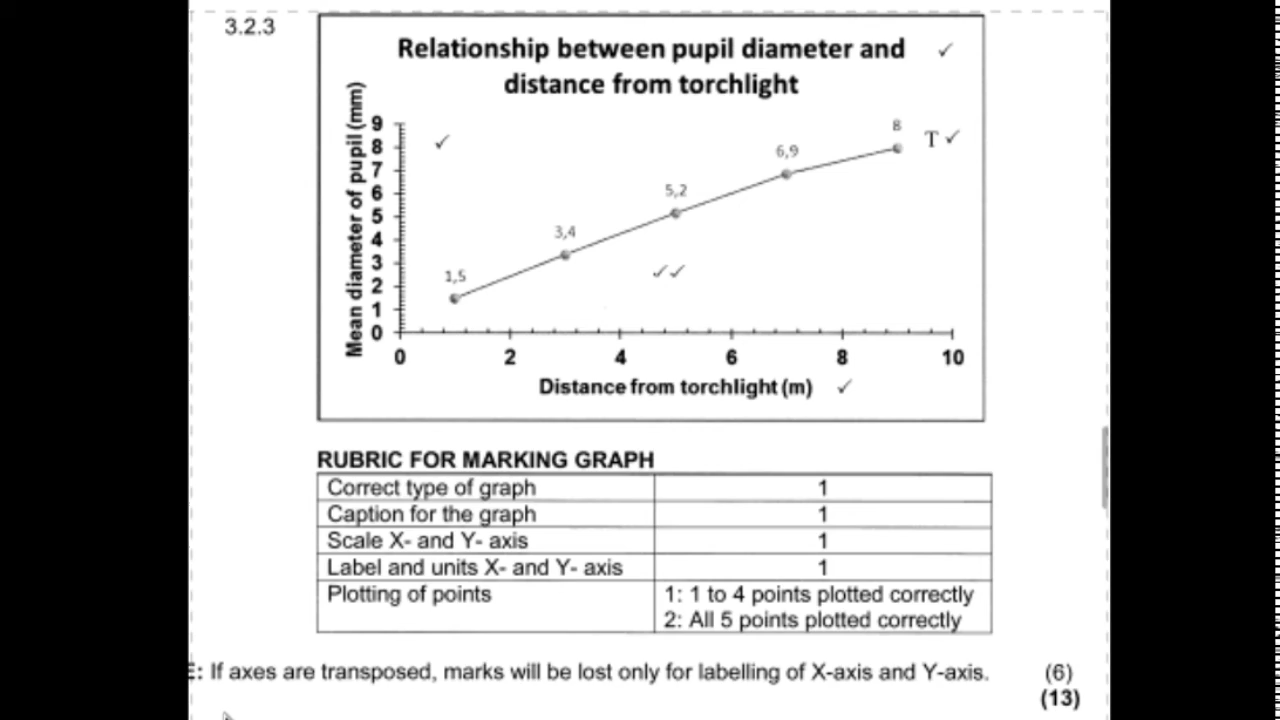 3.2.3
Relationship between pupil diameter and ✓
distance from torchlight
Mean diameter of pupil (mm)
9
8
7
6
5
4
3
2
1
0
✓
1,5
3,4
5,2
6,9
8
T ✓
✓✓
0 2 4 6 8 10
Distance from torchlight (m) ✓
RUBRIC FOR MARKING GRAPH
Correct type of graph 1
Caption for the graph 1
Scale X- and Y- axis 1
Label and units X- and Y- axis 1
Plotting of points 1: 1 to 4 points plotted correctly
2: All 5 points plotted correctly
E: If axes are transposed, marks will be lost only for labelling of X-axis and Y-axis. (6)
(13)